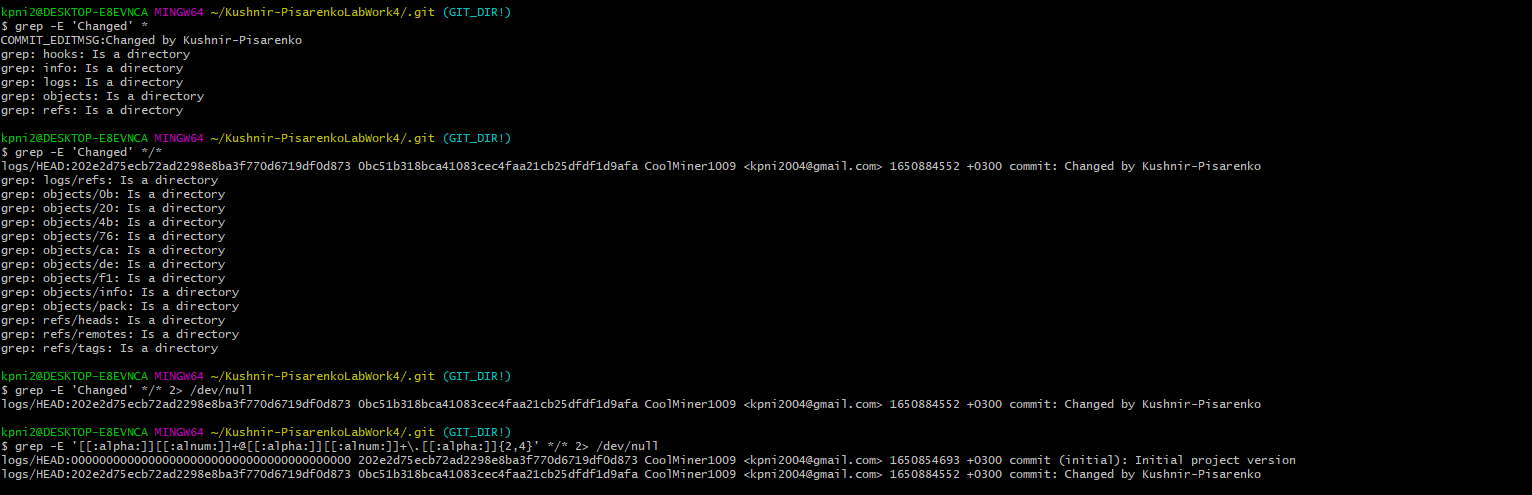 kpni2@DESKTOP-E8EVNCA MINGW64 ~/Kushnir-PisarenkoLabWork4/.git (GIT_DIR!)
$ grep -E 'Changed' *
COMMIT_EDITMSG:Changed by Kushnir-Pisarenko
grep: hooks: Is a directory
grep: info: Is a directory
grep: logs: Is a directory
grep: objects: Is a directory
grep: refs: Is a directory
kpni2@DESKTOP-E8EVNCA MINGW64 ~/Kushnir-PisarenkoLabWork4/.git (GIT_DIR!)
$ grep -E 'Changed' */*
logs/HEAD:202e2d75ecb72ad2298e8ba3f770d6719df0d873 0bc51b318bca41083cec4faa21cb25dfdf1d9afa CoolMiner1009 <kpni2004@gmail.com> 1650884552 +0300 commit: Changed by Kushnir-Pisarenko
grep: logs/refs: Is a directory
grep: objects/0b: Is a directory
grep: objects/20: Is a directory
grep: objects/4b: Is a directory
grep: objects/76: Is a directory
grep: objects/ca: Is a directory
grep: objects/de: Is a directory
grep: objects/f1: Is a directory
grep: objects/info: Is a directory
grep: objects/pack: Is a directory
grep: refs/heads: Is a directory
grep: refs/remotes: Is a directory
grep: refs/tags: Is a directory
kpni2@DESKTOP-E8EVNCA MINGW64 ~/Kushnir-PisarenkoLabWork4/.git (GIT_DIR!)
$ grep -E 'Changed' */* 2> /dev/null
logs/HEAD:202e2d75ecb72ad2298e8ba3f770d6719df0d873 0bc51b318bca41083cec4faa21cb25dfdf1d9afa CoolMiner1009 <kpni2004@gmail.com> 1650884552 +0300 commit: Changed by Kushnir-Pisarenko
kpni2@DESKTOP-E8EVNCA MINGW64 ~/Kushnir-PisarenkoLabWork4/.git (GIT_DIR!)
$ grep -E '[[:alpha:]][[:alnum:]]+@[[:alpha:]][[:alnum:]]+\.[[:alpha:]]{2,4}' */* 2> /dev/null
logs/HEAD:0000000000000000000000000000000000000000 202e2d75ecb72ad2298e8ba3f770d6719df0d873 CoolMiner1009 <kpni2004@gmail.com> 1650854693 +0300 commit (initial): Initial project version
logs/HEAD:202e2d75ecb72ad2298e8ba3f770d6719df0d873 0bc51b318bca41083cec4faa21cb25dfdf1d9afa CoolMiner1009 <kpni2004@gmail.com> 1650884552 +0300 commit: Changed by Kushnir-Pisarenko